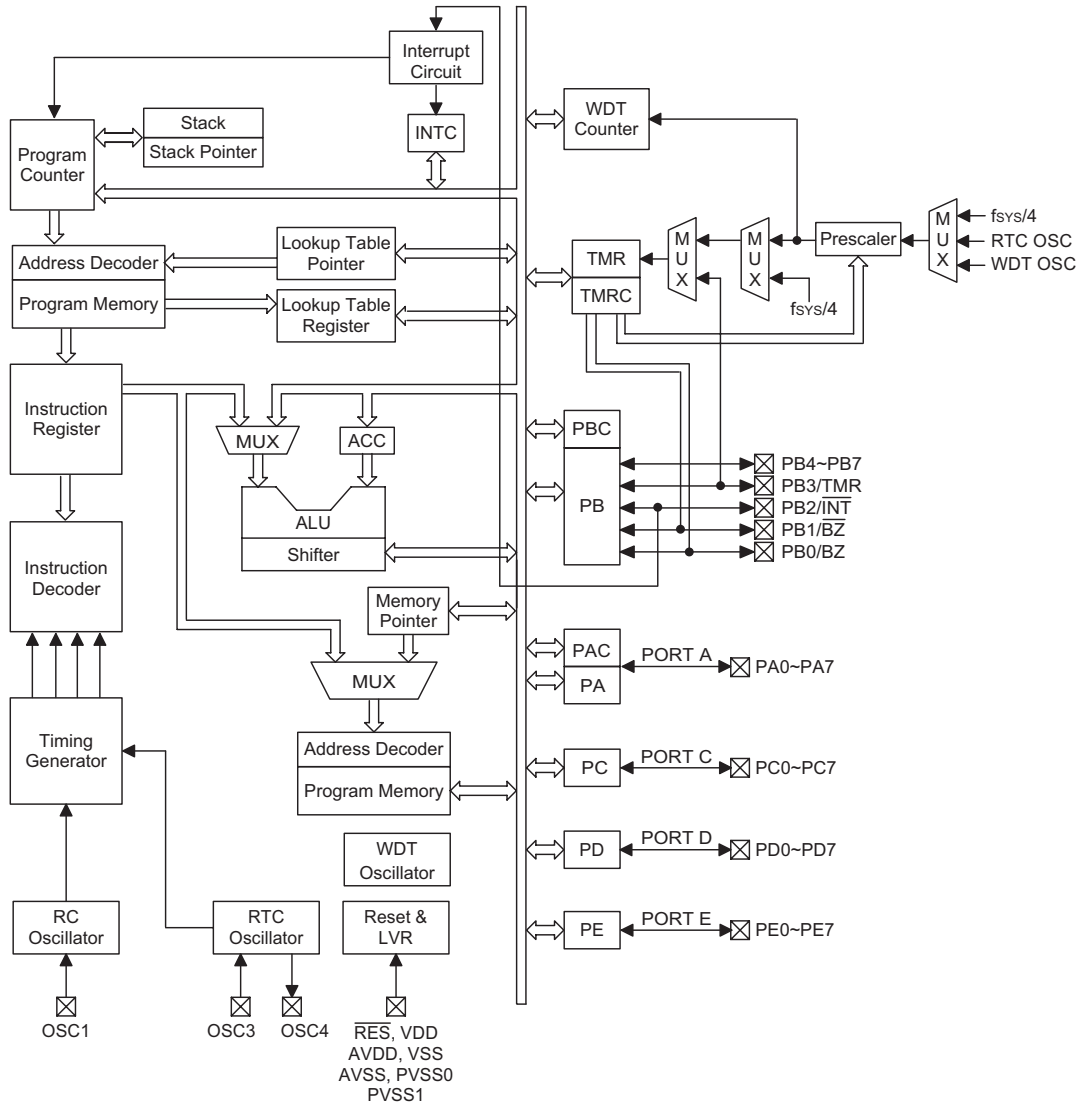 Interrupt
Circuit
WDT
Counter
Stack
Stack Pointer
INTC
Program
Counter
MUX
fSYS/4
RTC OSC
WDT OSC
Prescaler
MUX
MUX
fSYS/4
TMR
TMRC
Lookup Table
Pointer
Address Decoder
Program Memory
Lookup Table
Register
Instruction
Register
MUX
ACC
PBC
PB
PB4~PB7
PB3/TMR
PB2/I̅N̅T̅
PB1/B̅Z̅
PB0/BZ
ALU
Shifter
Instruction
Decoder
Memory
Pointer
PAC
PA
PORT A
PA0~PA7
MUX
Timing
Generator
Address Decoder
Program Memory
PC
PORT C
PC0~PC7
WDT
Oscillator
PD
PORT D
PD0~PD7
RC
Oscillator
RTC
Oscillator
Reset &
LVR
PE
PORT E
PE0~PE7
OSC1
OSC3
OSC4
R̅E̅S̅, VDD
AVDD, VSS
AVSS, PVSS0
PVSS1